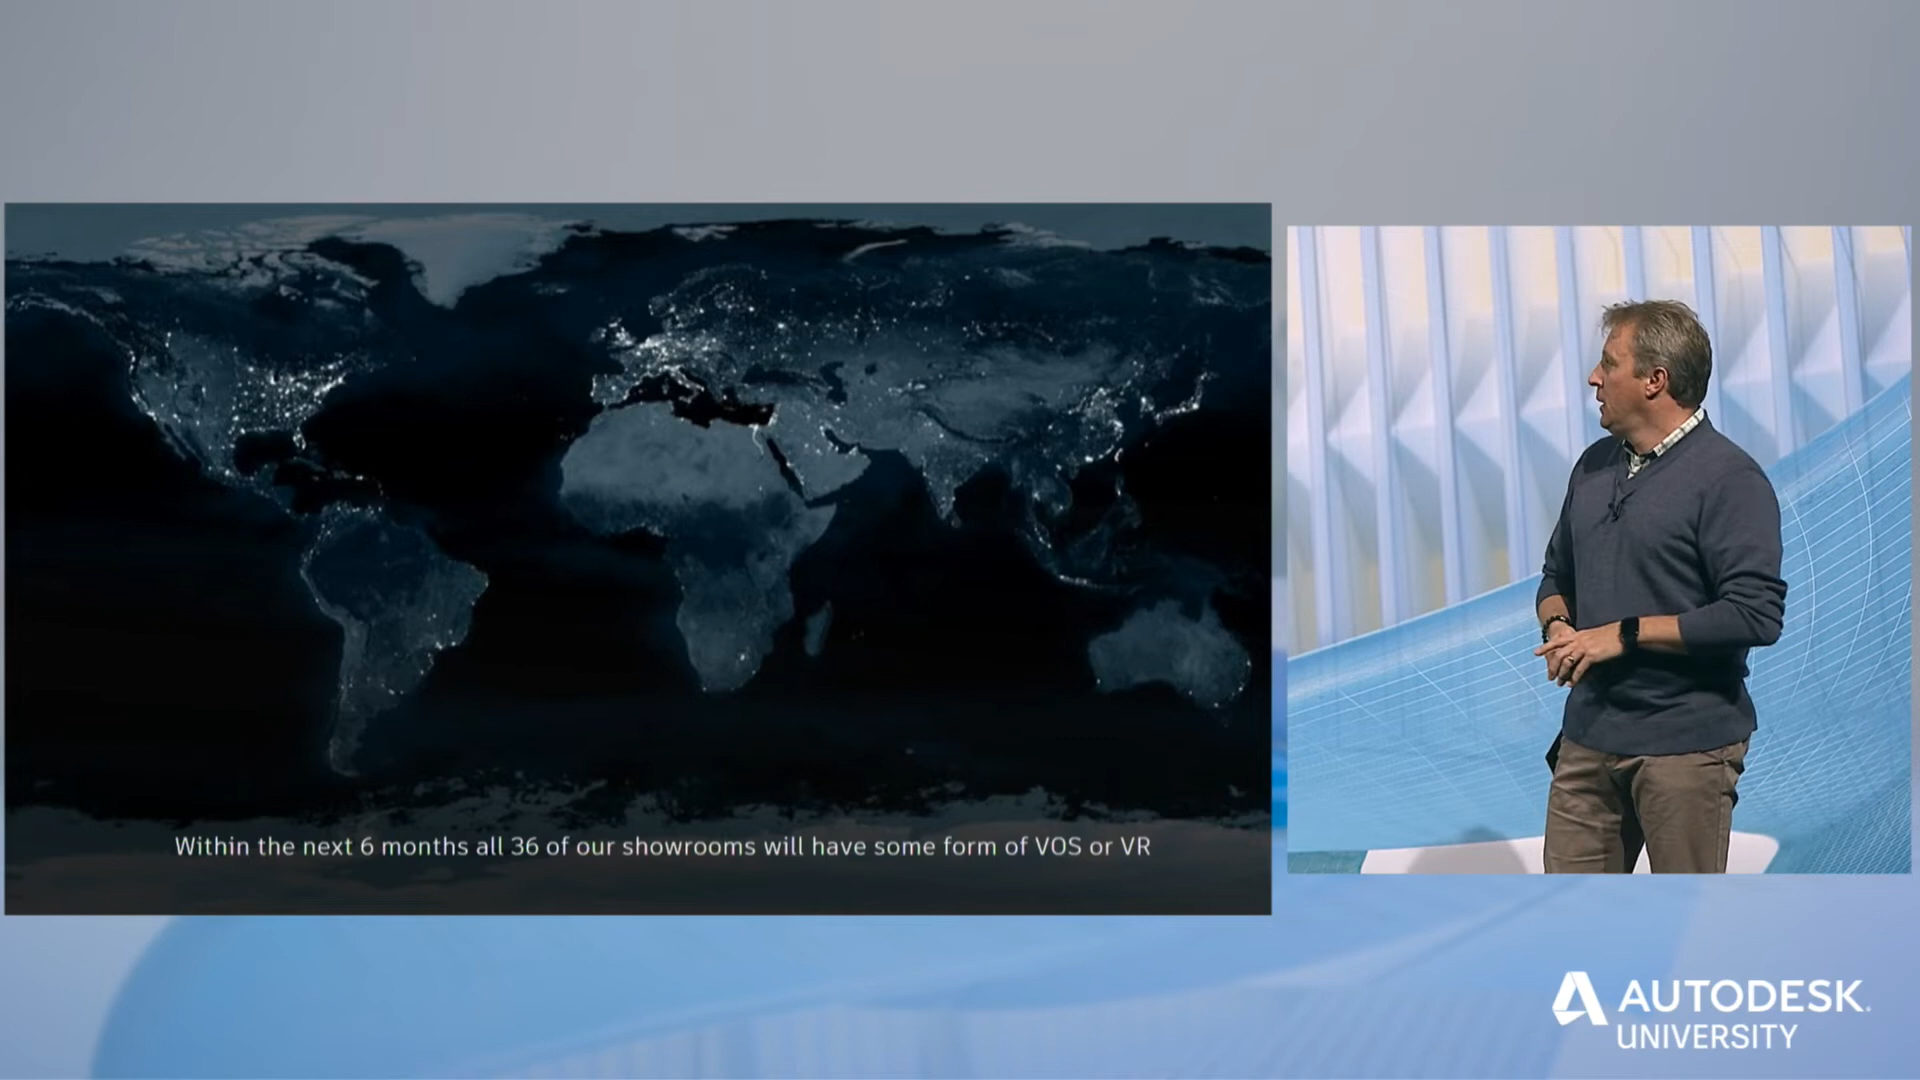 Within the next 6 months all 36 of our showrooms will have some form of VOS or VR
AUTODESK
UNIVERSITY